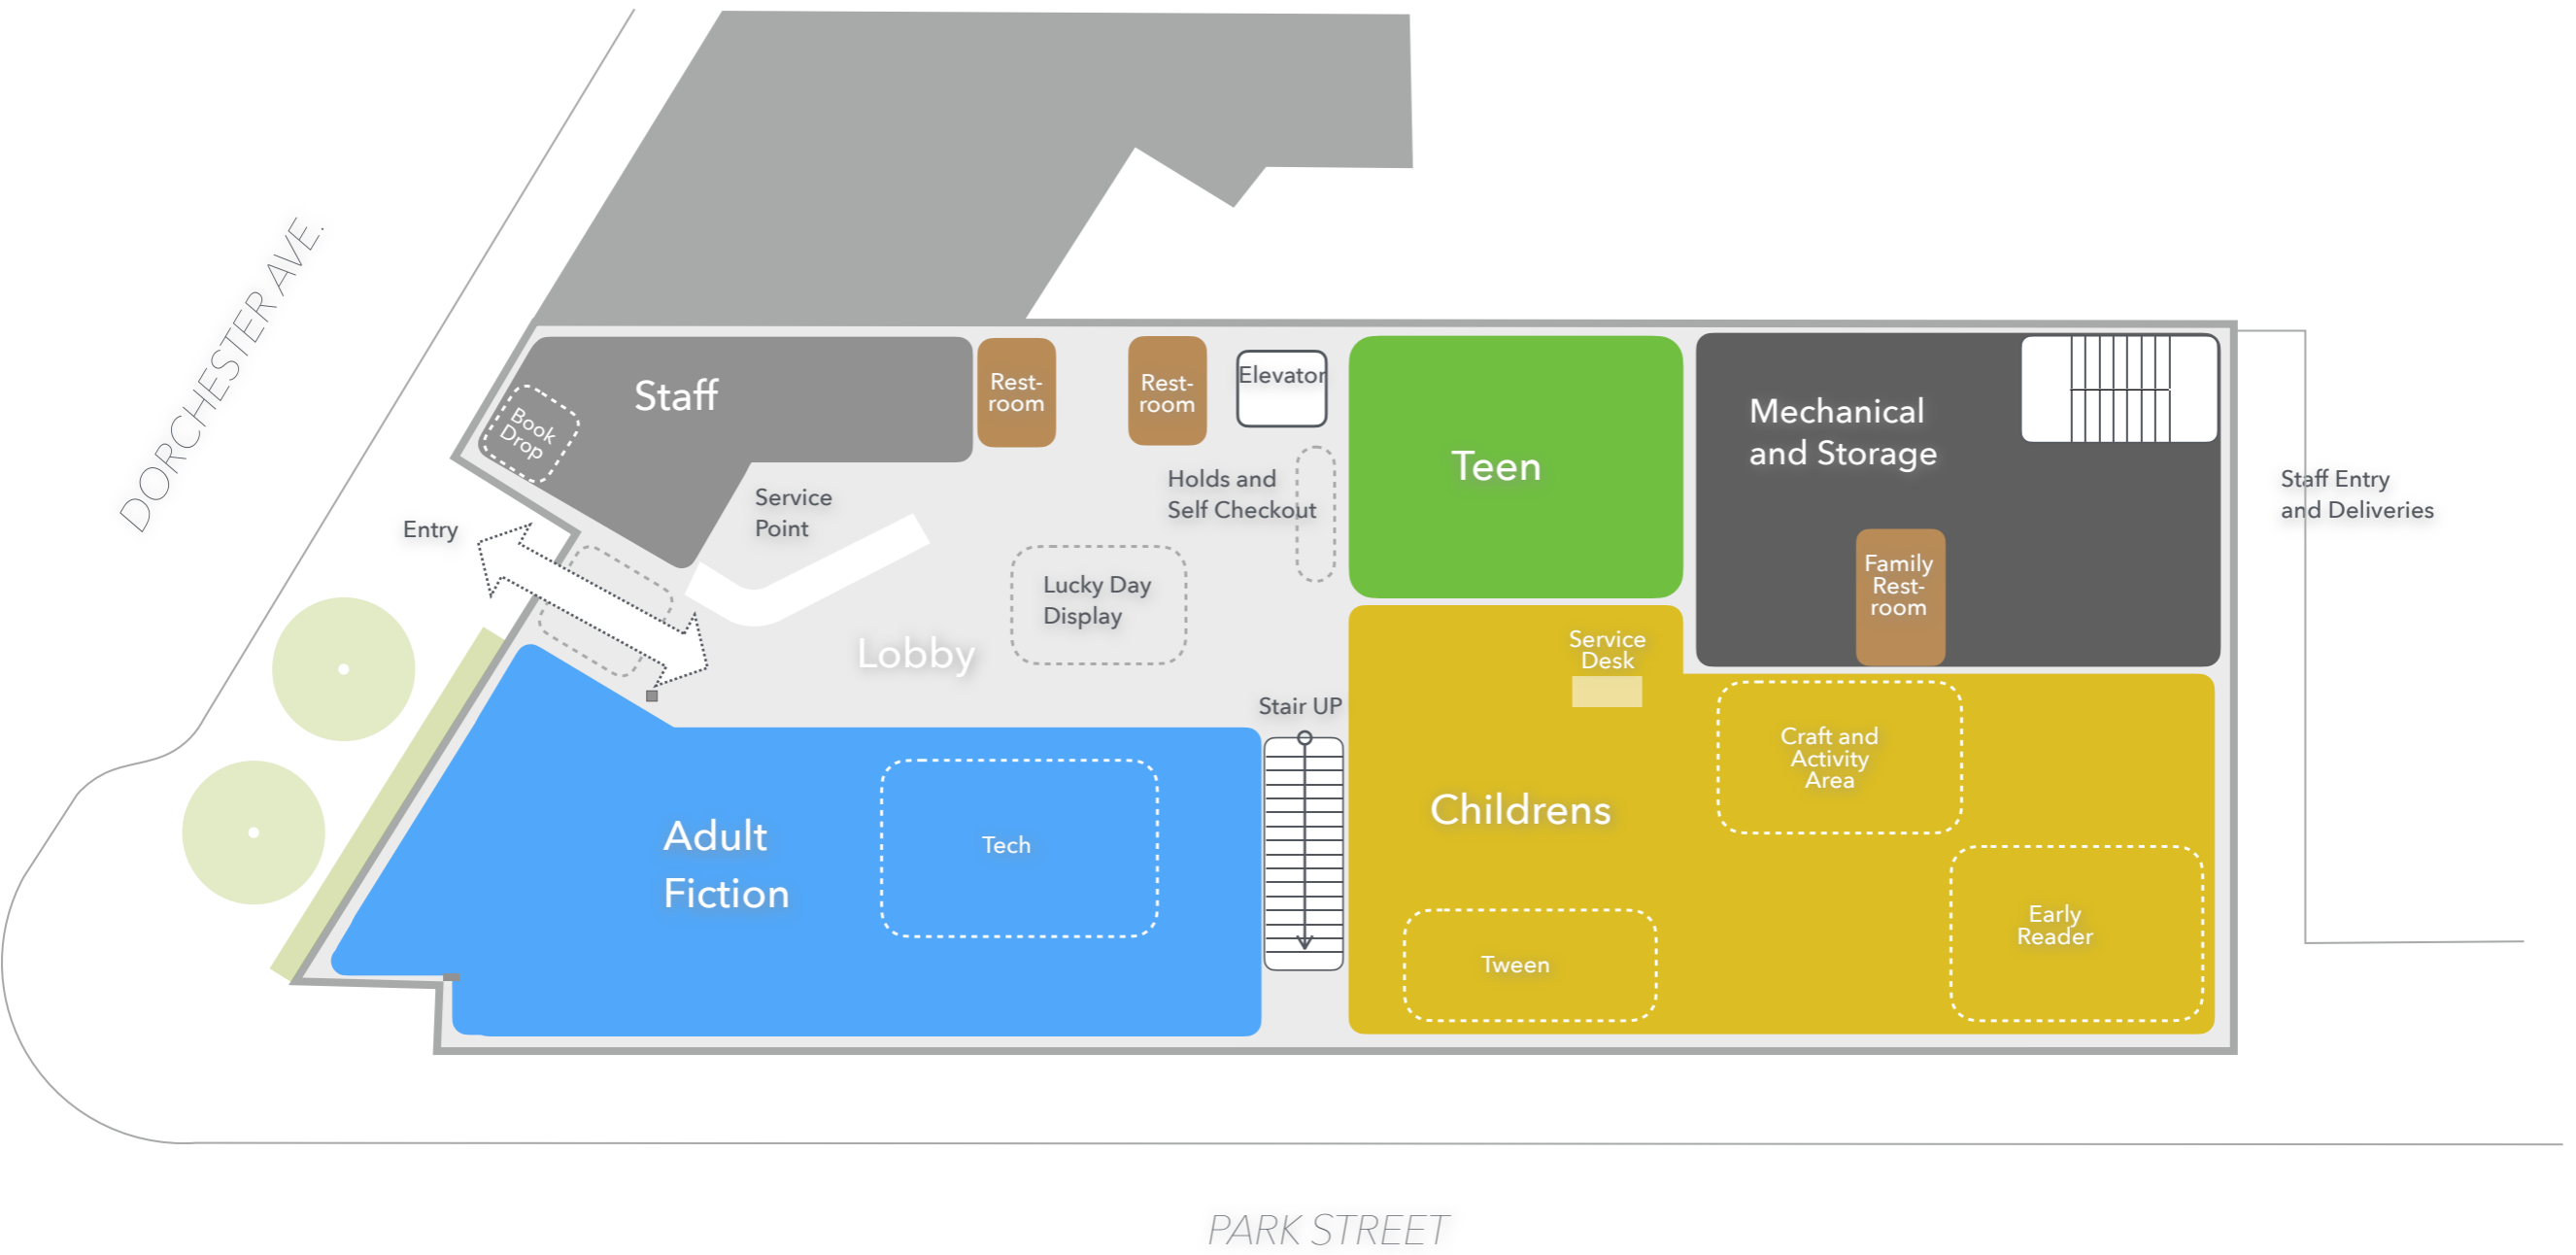 DORCHESTER AVE.
Staff
Book
Drop
Rest-
room
Rest-
room
Elevator
Teen
Mechanical
and Storage
Holds and
Self Checkout
Service
Point
Entry
Staff Entry
and Deliveries
Lucky Day
Display
Family
Rest-
room
Lobby
Service
Desk
Stair UP
Craft and
Activity
Area
Childrens
Adult
Fiction
Tech
Early
Reader
Tween
PARK STREET